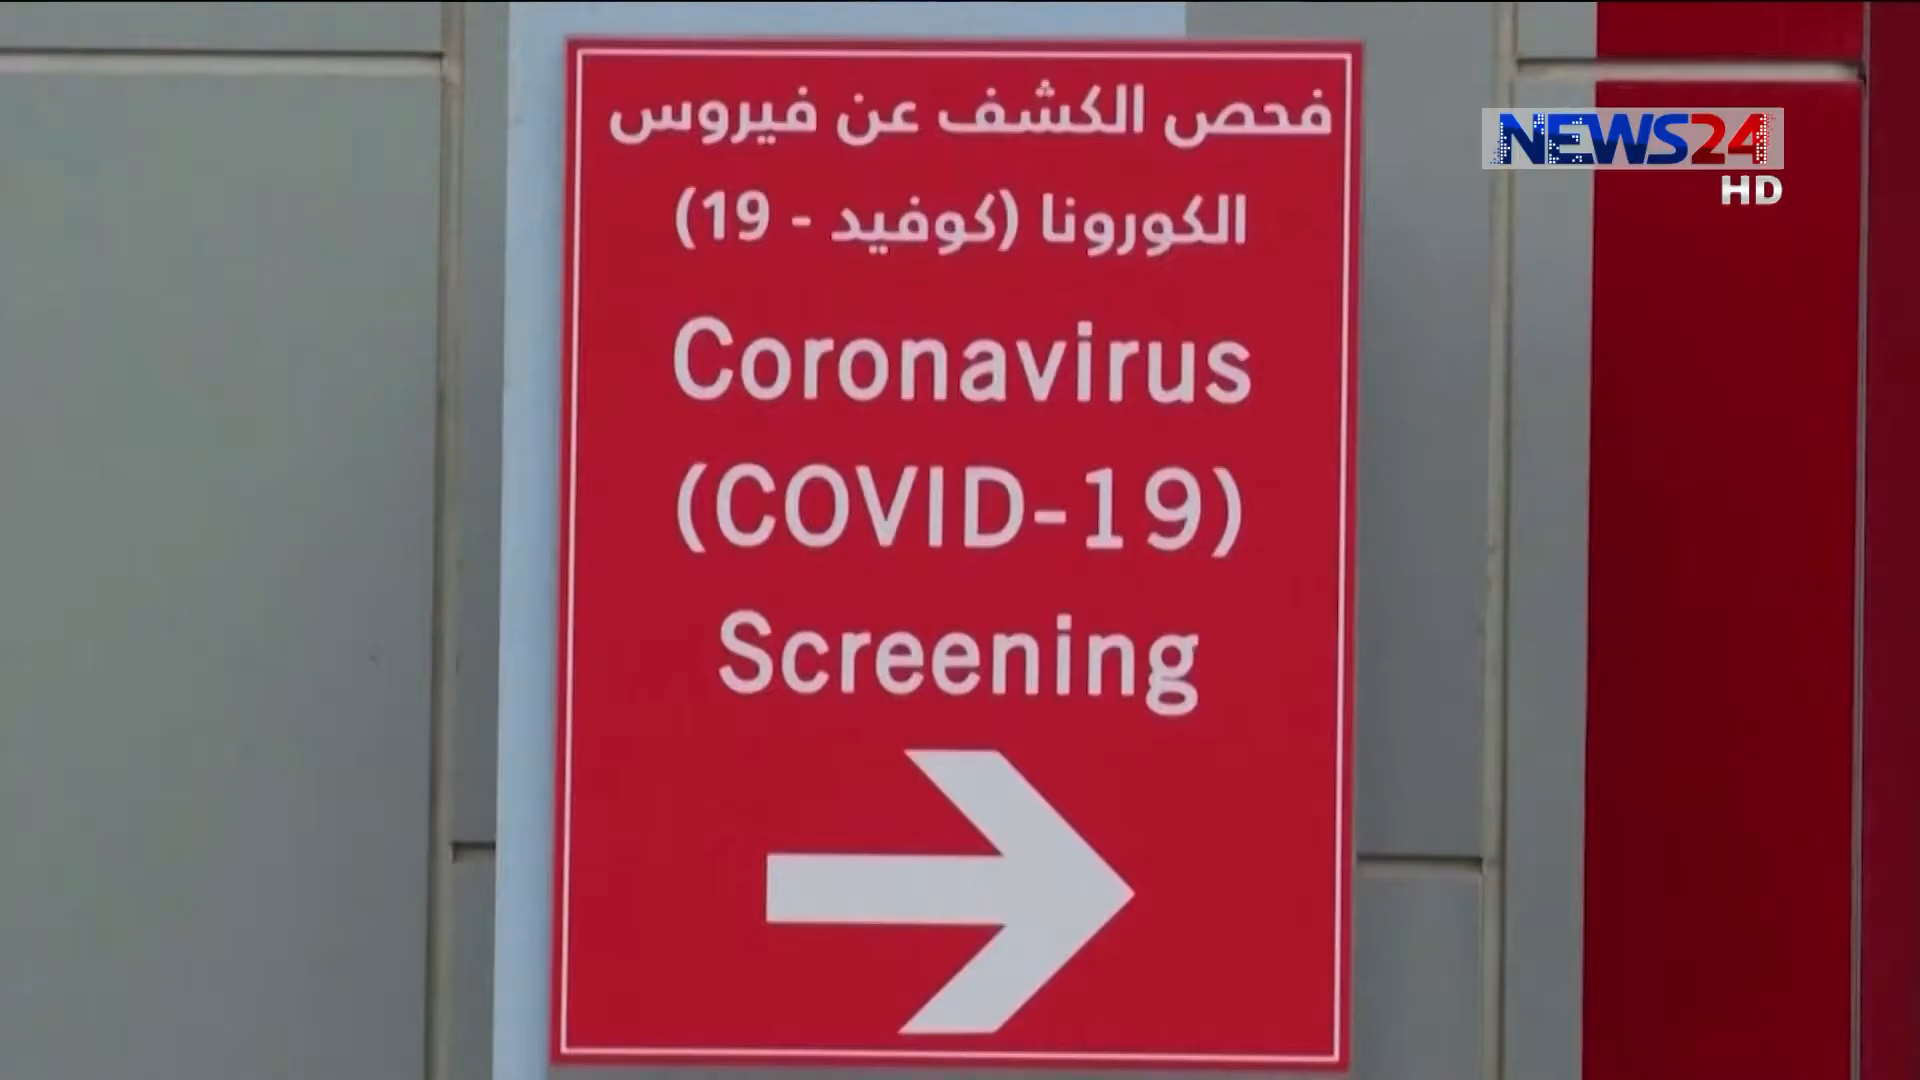 فحص الكشف عن فيروس
الكورونا (كوفيد - 19)
Coronavirus
(COVID-19)
Screening
NEWS24
HD